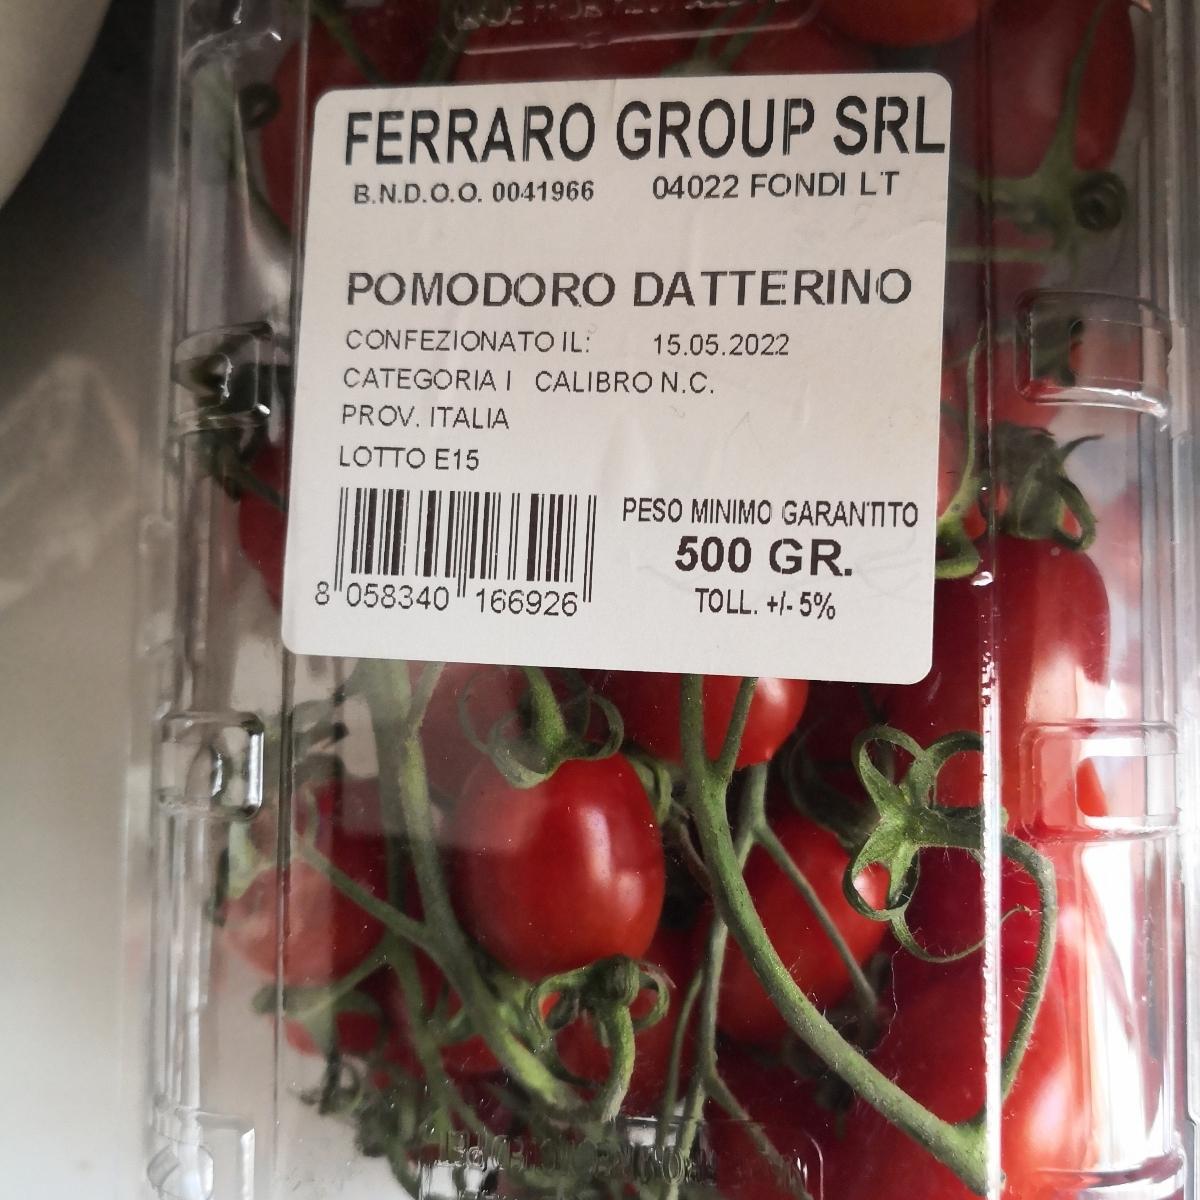 FERRARO GROUP SRL
B.N.D.O.O. 0041966 04022 FONDI LT
POMODORO DATTERINO
CONFEZIONATO IL: 15.05.2022
CATEGORIA I CALIBRO N.C.
PROV. ITALIA
LOTTO E15
PESO MINIMO GARANTITO
500 GR.
TOLL. +/- 5%
8 058340 166926